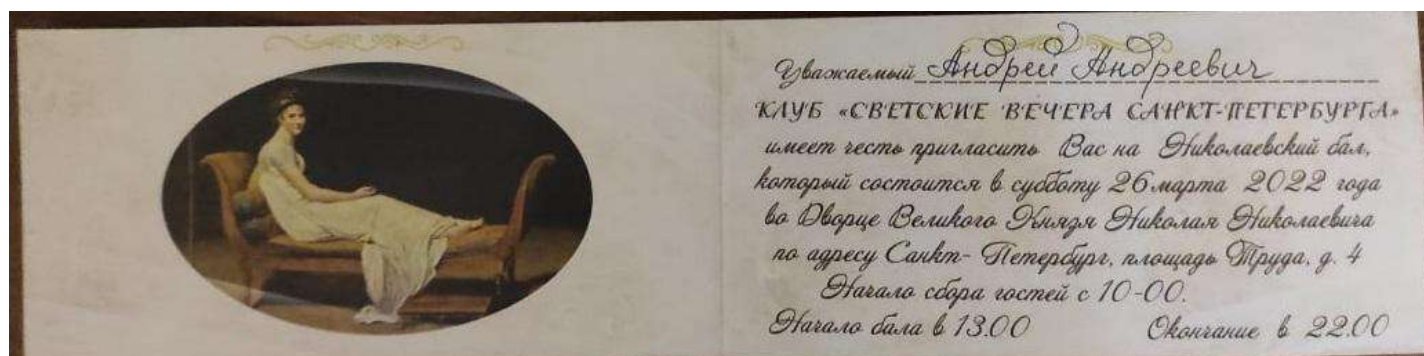 Уважаемый Андрей Андреевич
КЛУБ «СВЕТСКИЕ ВЕЧЕРА САНКТ-ПЕТЕРБУРГА»
имеет честь пригласить Вас на Николаевский бал,
который состоится в субботу 26 марта 2022 года
во Дворце Великого Князя Николая Николаевича
по адресу Санкт- Петербург, площадь Труда, д. 4
Начало сбора гостей с 10-00.
Начало бала в 13.00 Окончание в 22.00